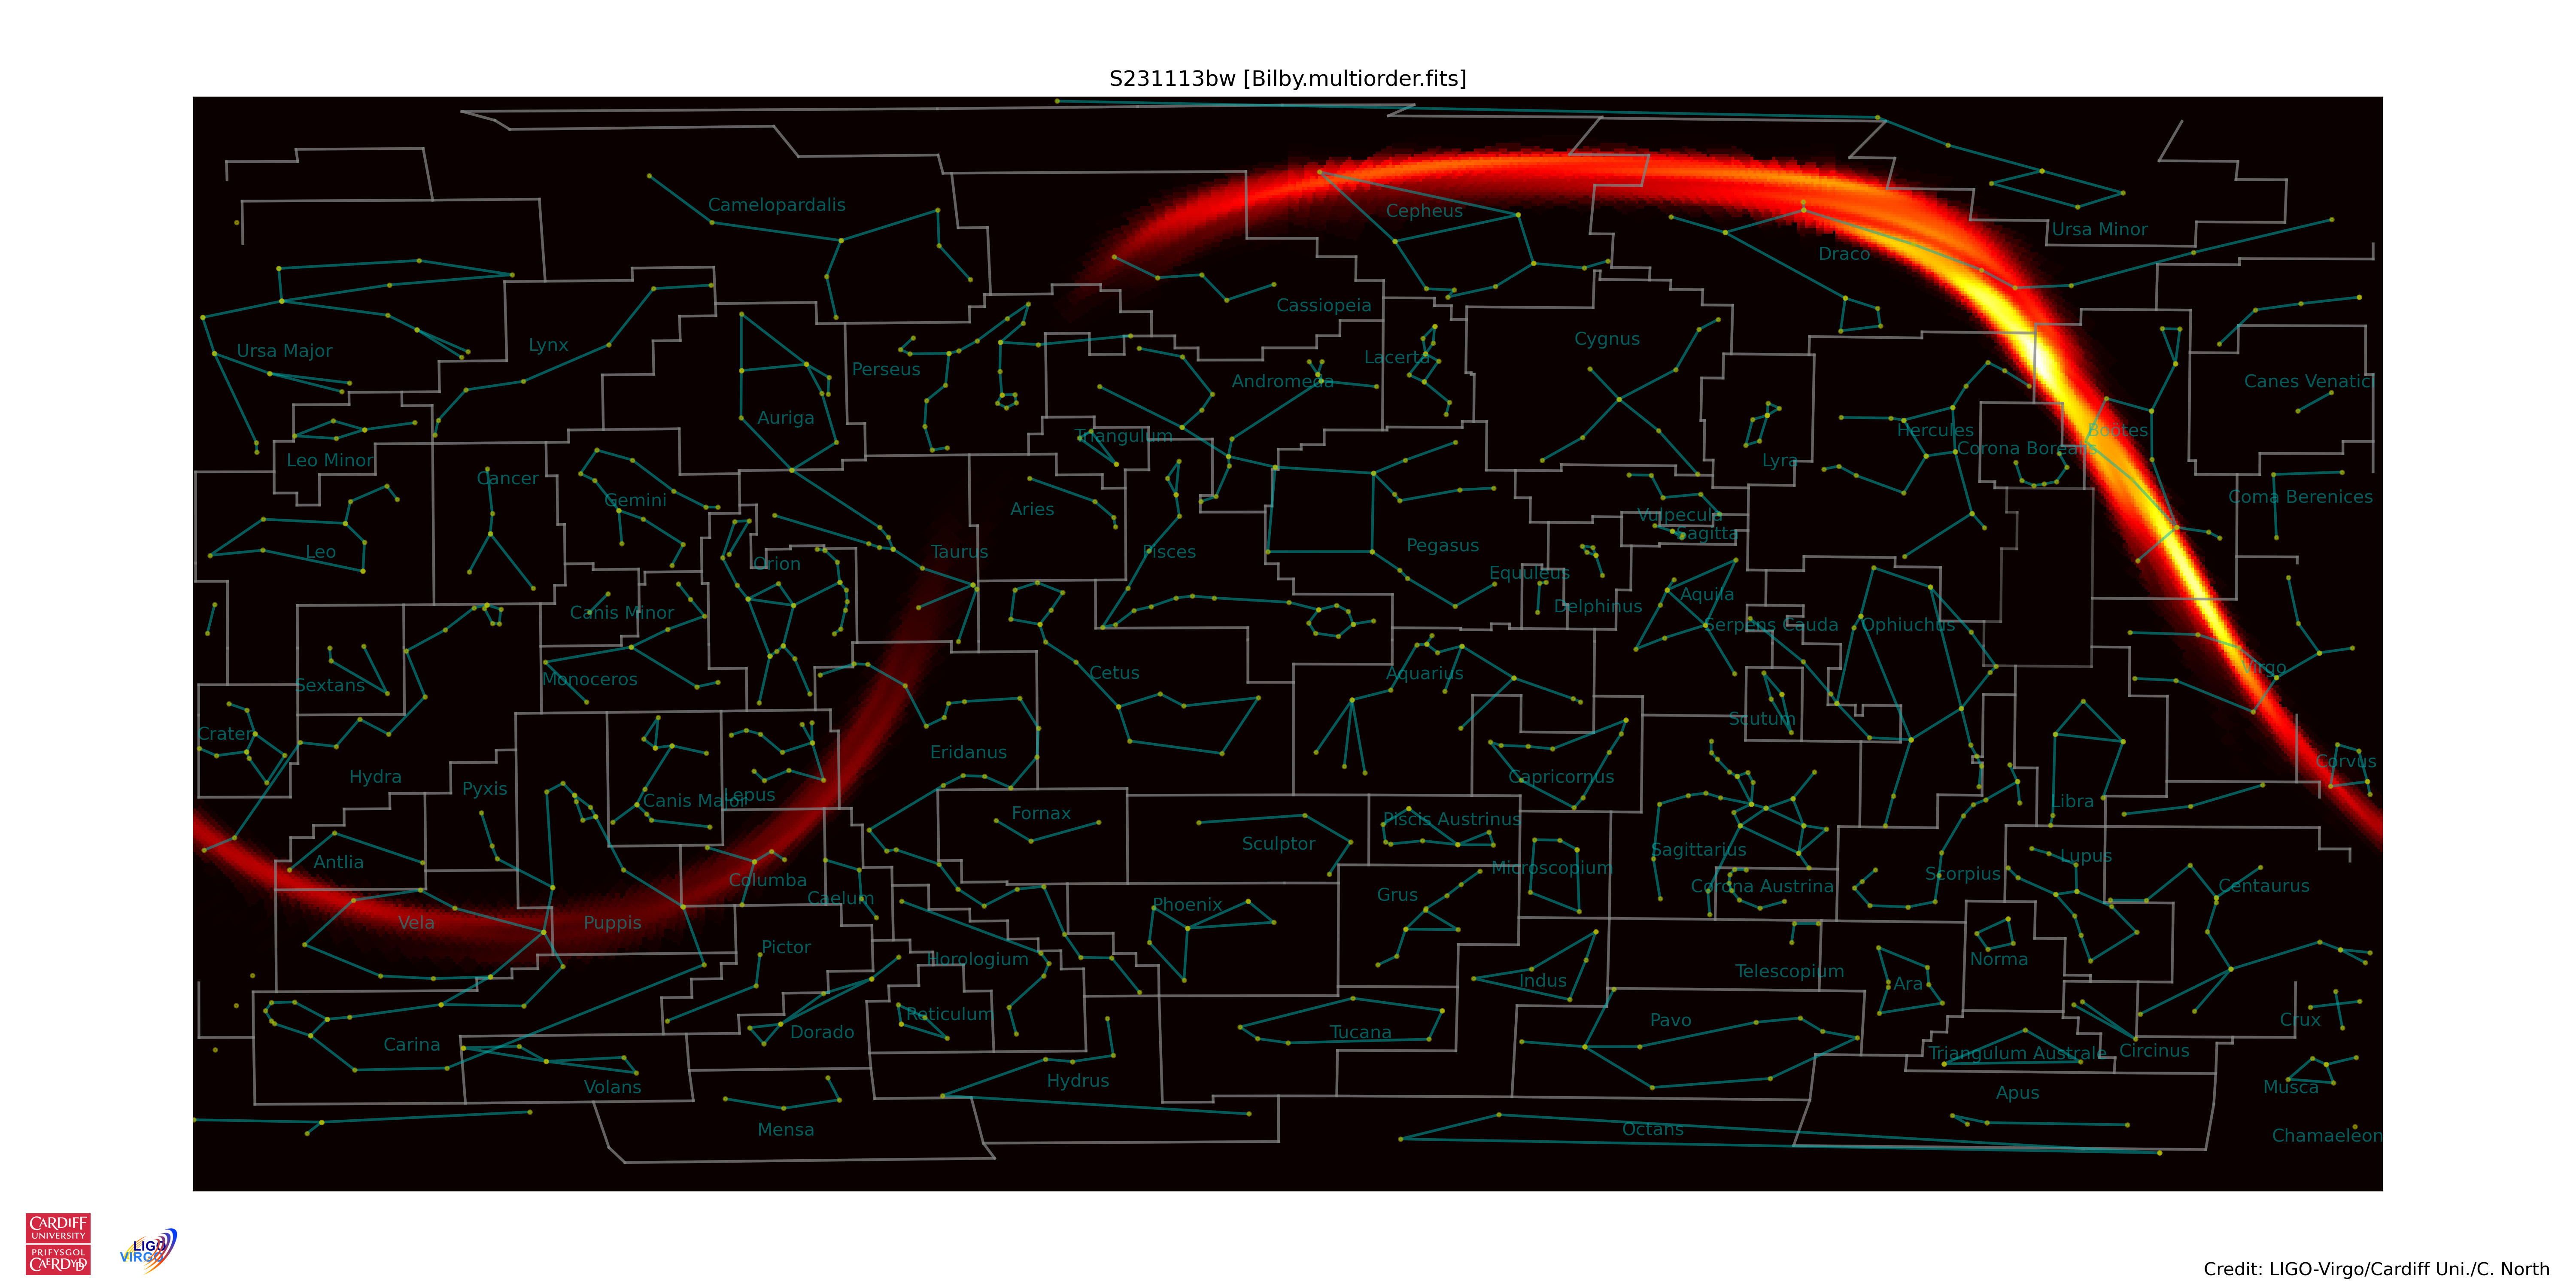 S231113bw [Bilby.multiorder.fits]
Camelopardalis
Cepheus
Ursa Minor
Draco
Cassiopeia
Ursa Major
Lynx
Cygnus
Lacerta
Perseus
Andromeda
Canes Venatici
Auriga
Triangulum
Hercules
Boötes
Corona Borealis
Leo Minor
Lyra
Cancer
Gemini
Coma Berenices
Aries
Vulpecula
Sagitta
Leo
Taurus
Pisces
Pegasus
Orion
Equuleus
Aquila
Canis Minor
Delphinus
Serpens Cauda
Ophiuchus
Virgo
Sextans
Monoceros
Cetus
Aquarius
Crater
Scutum
Eridanus
Corvus
Hydra
Capricornus
Pyxis
Canis Major
Lepus
Libra
Fornax
Piscis Austrinus
Sculptor
Sagittarius
Antlia
Lupus
Microscopium
Columba
Corona Austrina
Scorpius
Centaurus
Caelum
Grus
Phoenix
Vela
Puppis
Pictor
Horologium
Norma
Telescopium
Indus
Ara
Reticulum
Dorado
Tucana
Pavo
Crux
Carina
Triangulum Australe
Circinus
Volans
Hydrus
Musca
Apus
Mensa
Octans
Chamaeleon
CARDIFF
UNIVERSITY
PRIFYSGOL
CAERDYDD
LIGO
VIRGO
Credit: LIGO-Virgo/Cardiff Uni./C. North